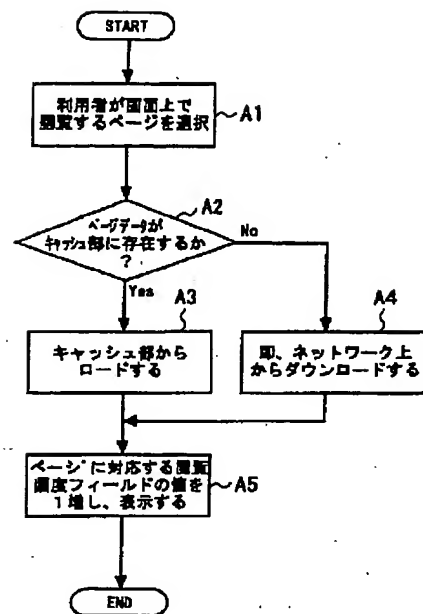 START
利用者が画面上で
閲覧するページを選択
A1
ページデータが
キャッシュ部に存在するか
?
A2
No
Yes
A3
キャッシュ部から
ロードする
A4
即、ネットワーク上
からダウンロードする
ページに対応する閲覧
頻度フィールドの値を
1増し、表示する
A5
END